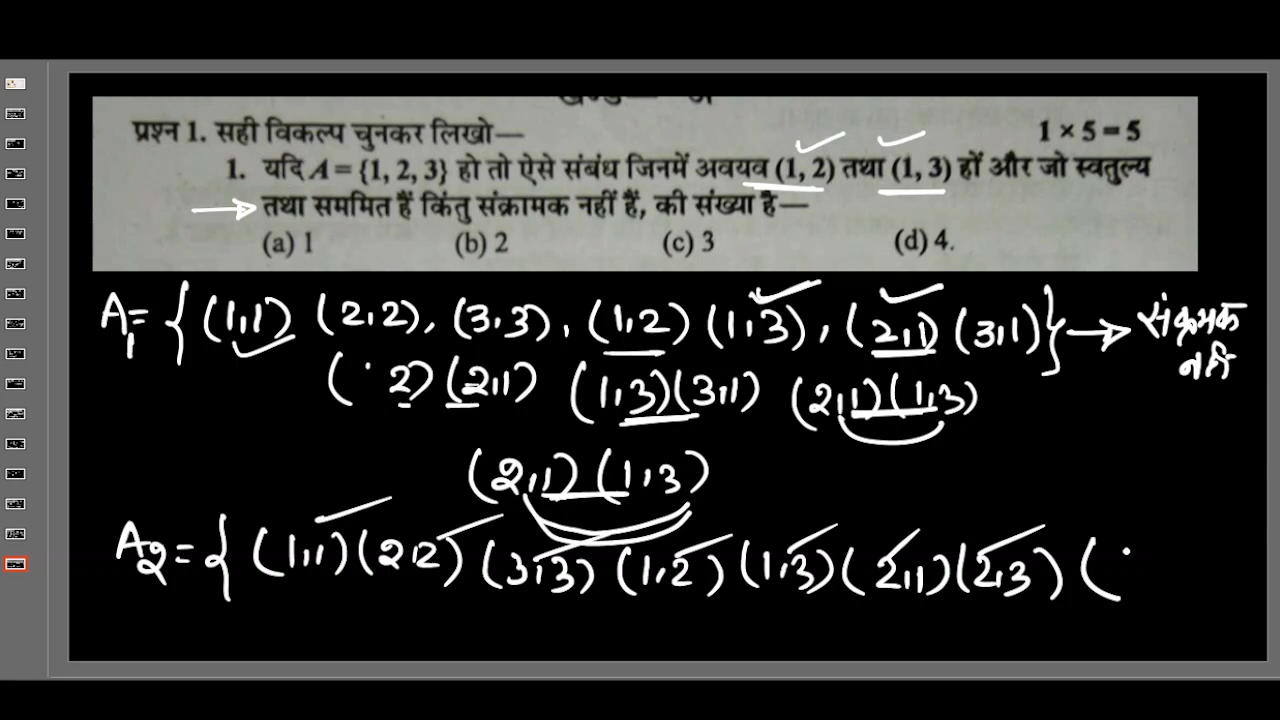 प्रश्न 1. सही विकल्प चुनकर लिखो—
1 × 5 = 5
1. यदि A = {1, 2, 3} हो तो ऐसे संबंध जिनमें अवयव (1, 2) तथा (1, 3) हों और जो स्वतुल्य
तथा सममित हैं किंतु संक्रामक नहीं हैं, की संख्या है—
(a) 1 (b) 2 (c) 3 (d) 4.
A₁= { (1,1) (2,2), (3,3), (1,2) (1,3), (2,1) (3,1) } → संक्रमक
नहि
( 2) (2,1) (1,3)(3,1) (2,1)(1,3)
(2,1) (1,3)
A₂= { (1,1)(2,2) (3,3) (1,2) (1,3) (2,1)(2,3) (